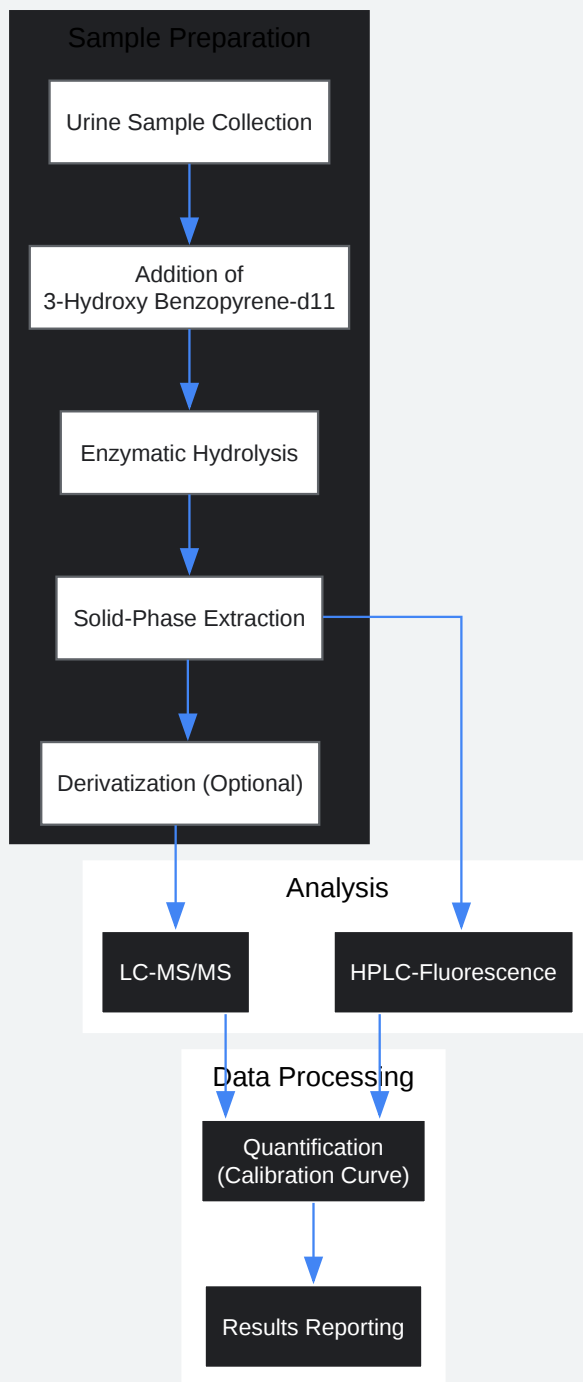 Sample Preparation
Urine Sample Collection
Addition of
3-Hydroxy Benzopyrene-d11
Enzymatic Hydrolysis
Solid-Phase Extraction
Derivatization (Optional)
Analysis
LC-MS/MS
HPLC-Fluorescence
Data Processing
Quantification
(Calibration Curve)
Results Reporting